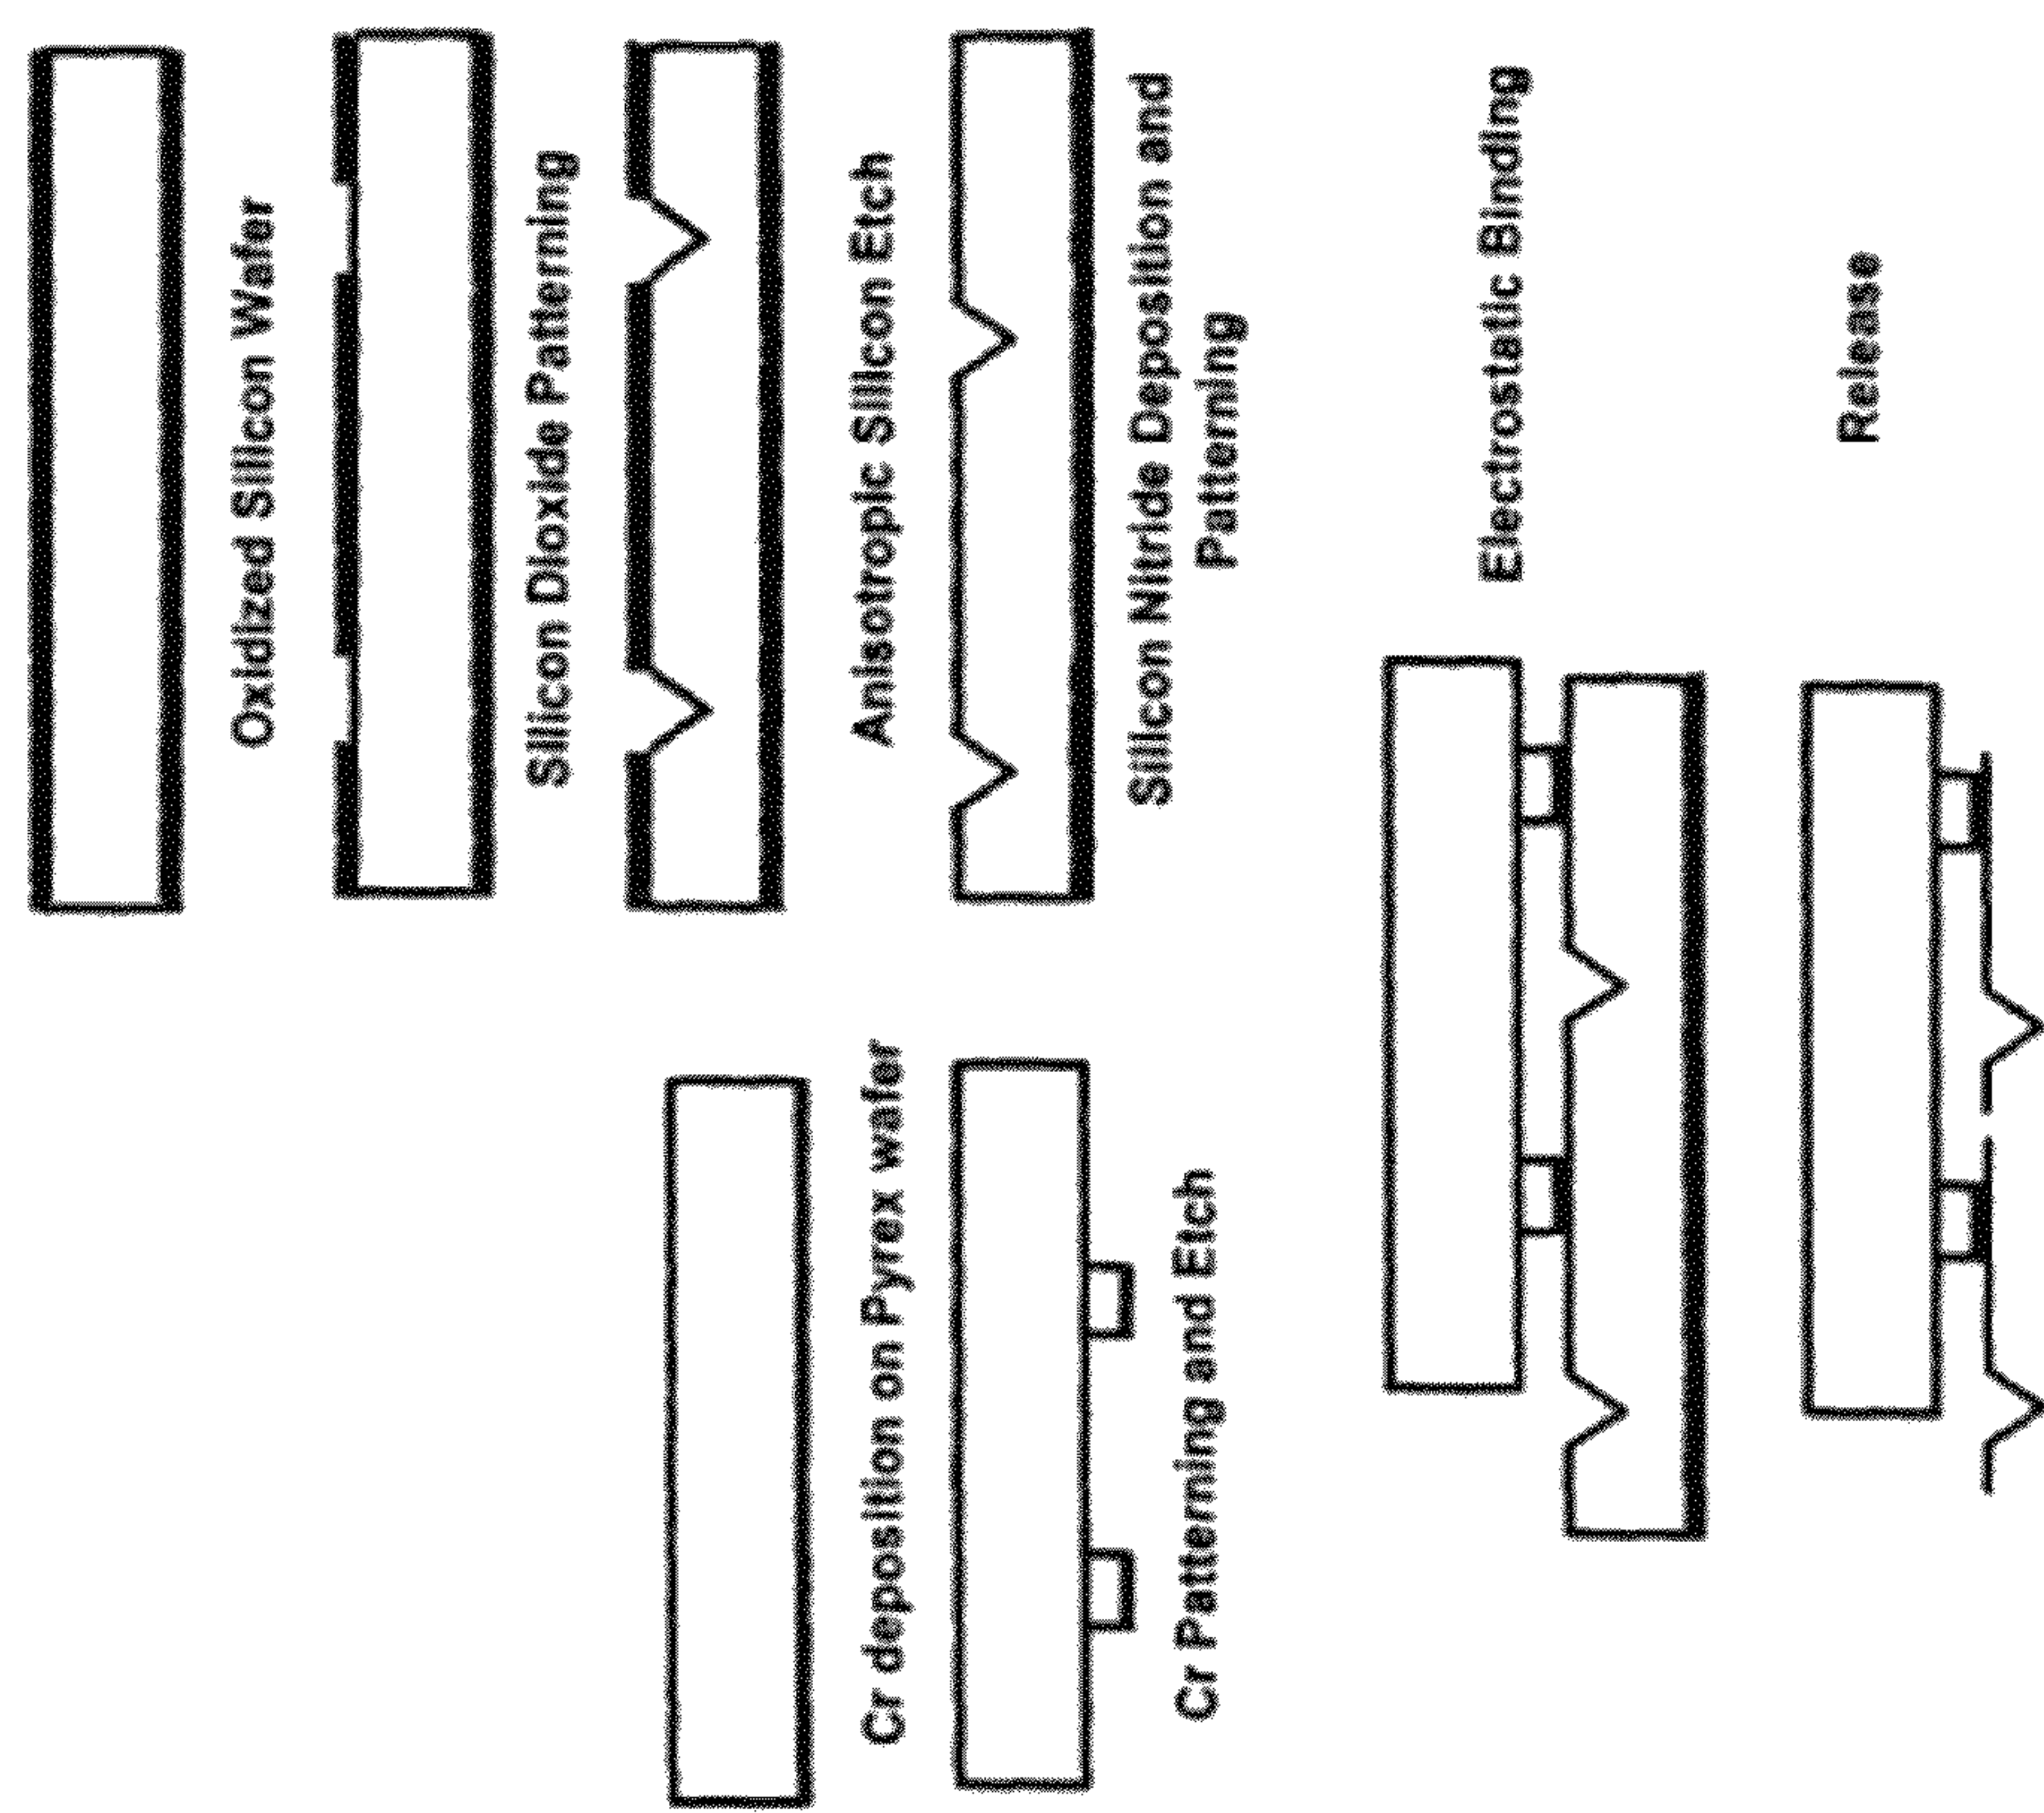 Oxidized Silicon Wafer
Silicon Dioxide Patterning
Anisotropic Silicon Etch
Silicon Nitride Deposition and
Patterning
Cr deposition on Pyrex wafer
Cr Patterning and Etch
Electrostatic Binding
Release